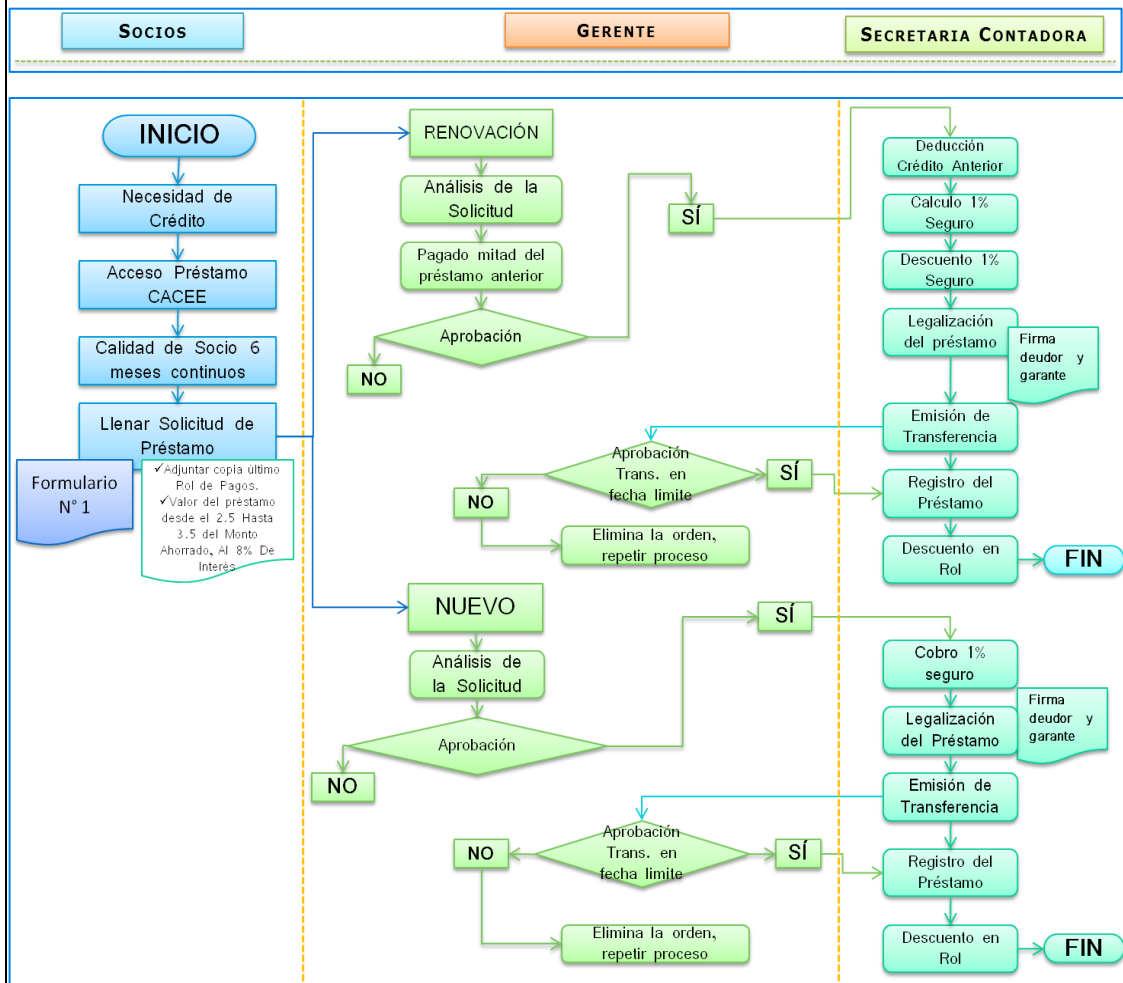 SOCIOS
GERENTE
SECRETARIA CONTADORA
INICIO
Necesidad de
Crédito
Acceso Préstamo
CACEE
Calidad de Socio 6
meses continuos
Llenar Solicitud de
Préstamo
Formulario
N° 1
✓Adjuntar copia último
Rol de Pagos.
✓Valor del préstamo
desde el 2.5 Hasta
3.5 del Monto
Ahorrado, Al 8% De
Interés
RENOVACIÓN
Análisis de la
Solicitud
Pagado mitad del
préstamo anterior
Aprobación
NO
SÍ
Aprobación
Trans. en
fecha limite
SÍ
NO
Elimina la orden,
repetir proceso
NUEVO
Análisis de
la Solicitud
Aprobación
NO
SÍ
Aprobación
Trans. en
fecha limite
NO
SÍ
Elimina la orden,
repetir proceso
Deducción
Crédito Anterior
Calculo 1%
Seguro
Descuento 1%
Seguro
Legalización
del préstamo
Firma
deudor y
garante
Emisión de
Transferencia
Registro del
Préstamo
Descuento en
Rol
FIN
Cobro 1%
seguro
Legalización
del Préstamo
Firma
deudor y
garante
Emisión de
Transferencia
Registro del
Préstamo
Descuento en
Rol
FIN